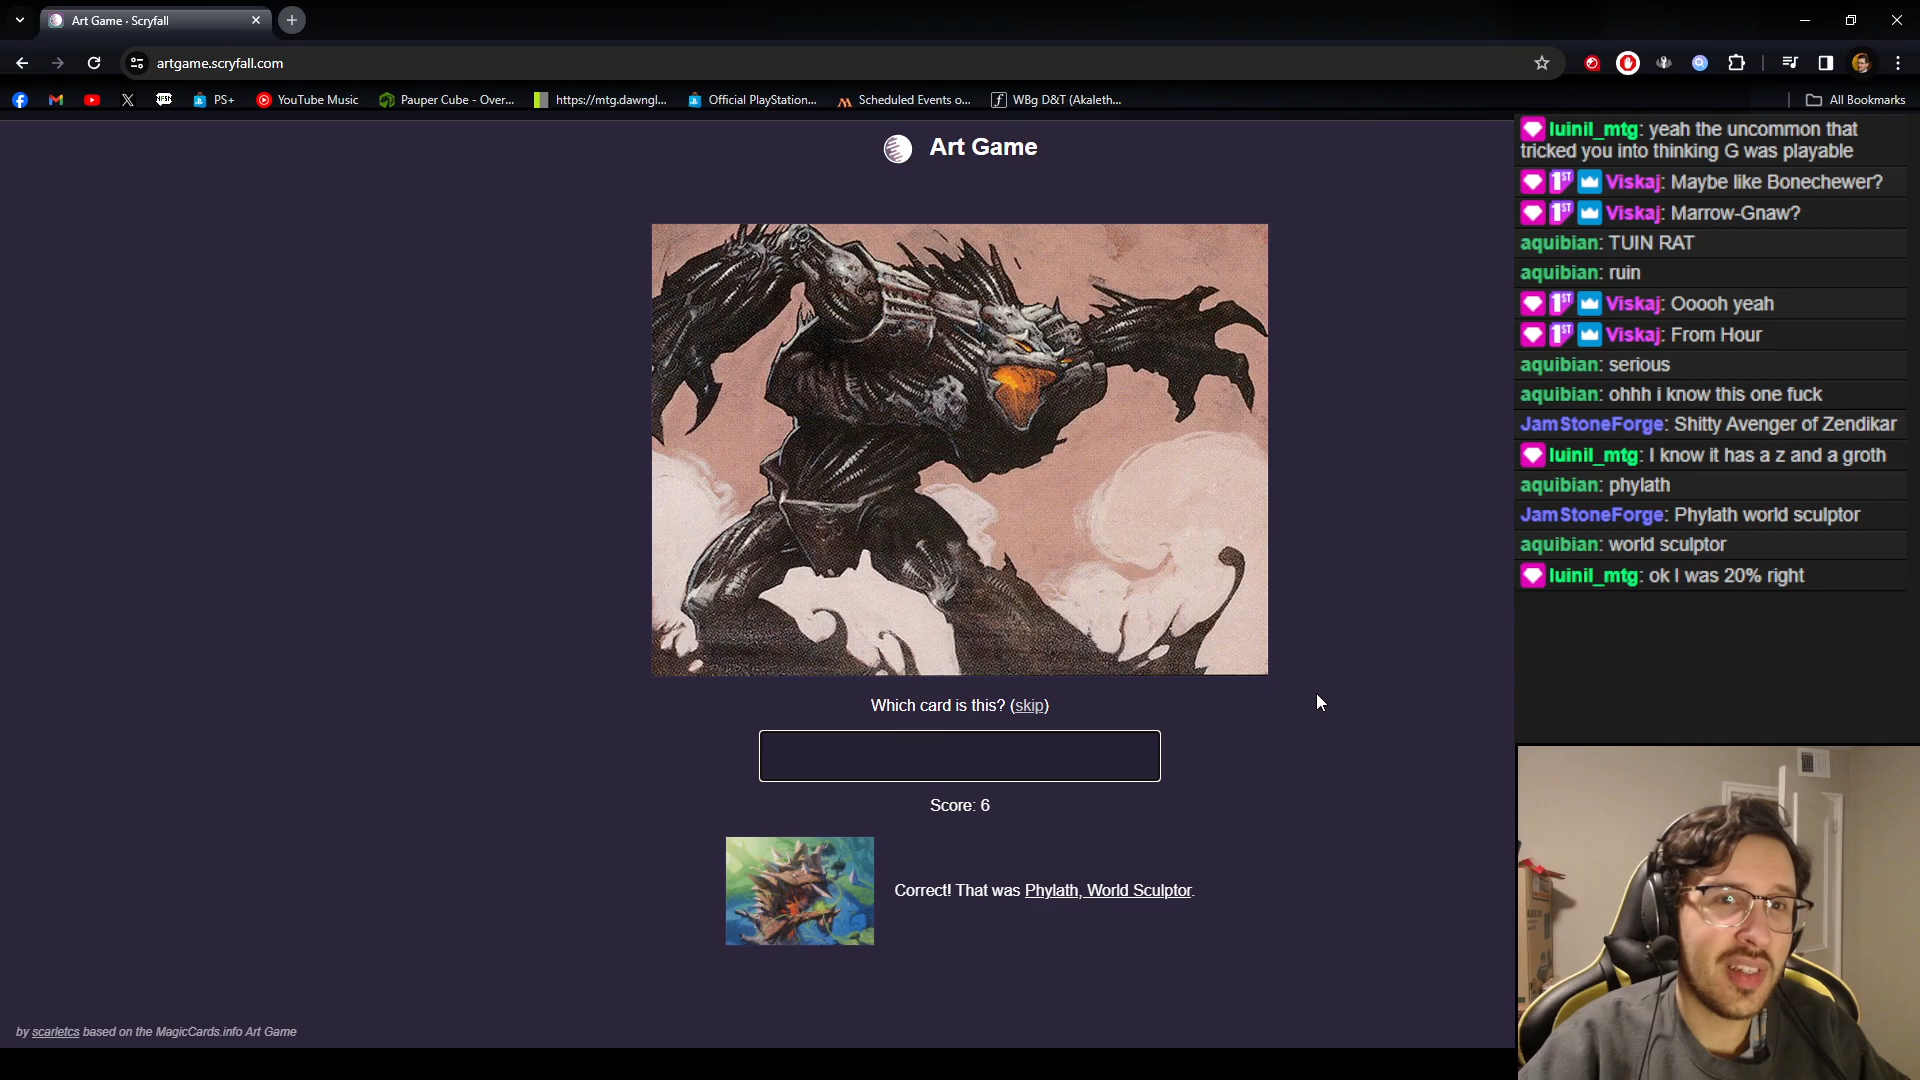 Art Game · Scryfall
artgame.scryfall.com
PS+
YouTube Music
Pauper Cube - Over...
https://mtg.dawngl...
Official PlayStation...
Scheduled Events o...
WBg D&T (Akaleth...
All Bookmarks
Art Game
Which card is this? (skip)
Score: 6
Correct! That was Phylath, World Sculptor.
by scarletcs based on the MagicCards.info Art Game
luinil_mtg: yeah the uncommon that
tricked you into thinking G was playable
1ST Viskaj: Maybe like Bonechewer?
1ST Viskaj: Marrow-Gnaw?
aquibian: TUIN RAT
aquibian: ruin
1ST Viskaj: Ooooh yeah
1ST Viskaj: From Hour
aquibian: serious
aquibian: ohhh i know this one fuck
JamStoneForge: Shitty Avenger of Zendikar
luinil_mtg: I know it has a z and a groth
aquibian: phylath
JamStoneForge: Phylath world sculptor
aquibian: world sculptor
luinil_mtg: ok I was 20% right